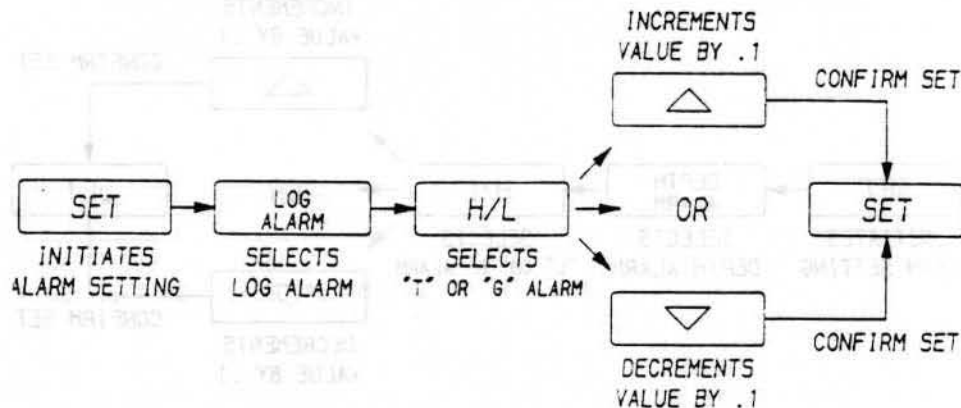 INCREMENTS
VALUE BY .1
CONFIRM SET
SET
LOG
ALARM
H/L
OR
SET
INITIATES
ALARM SETTING
SELECTS
LOG ALARM
SELECTS
"T" OR "G" ALARM
CONFIRM SET
DECREMENTS
VALUE BY .1